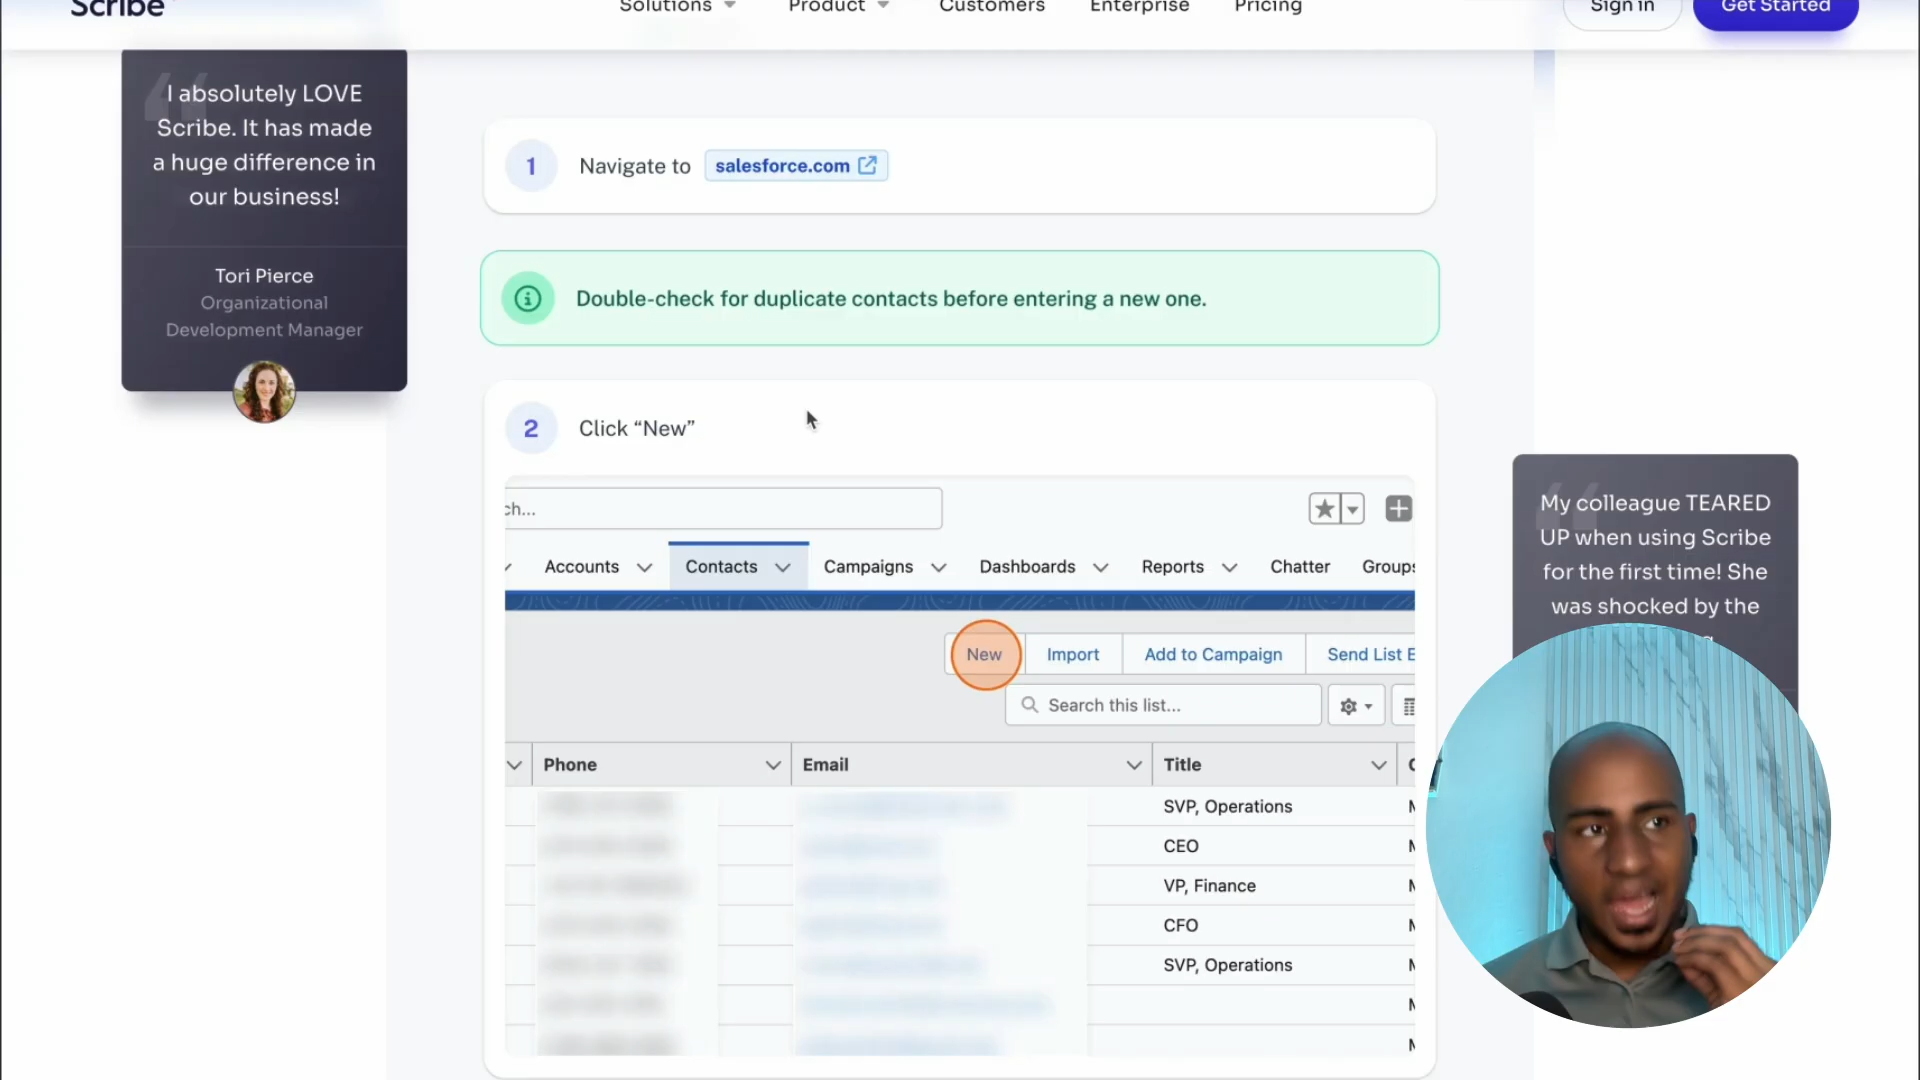 Scribe
Solutions
Product
Customers
Enterprise
Pricing
Sign in
Get Started
I absolutely LOVE
Scribe. It has made
a huge difference in
our business!
Tori Pierce
Organizational
Development Manager
1
Navigate to salesforce.com
Double-check for duplicate contacts before entering a new one.
2
Click “New”
ch...
Accounts
Contacts
Campaigns
Dashboards
Reports
Chatter
Groups
New
Import
Add to Campaign
Send List E
Search this list...
Phone
Email
Title
SVP, Operations
CEO
VP, Finance
CFO
SVP, Operations
My colleague TEARED
UP when using Scribe
for the first time! She
was shocked by the